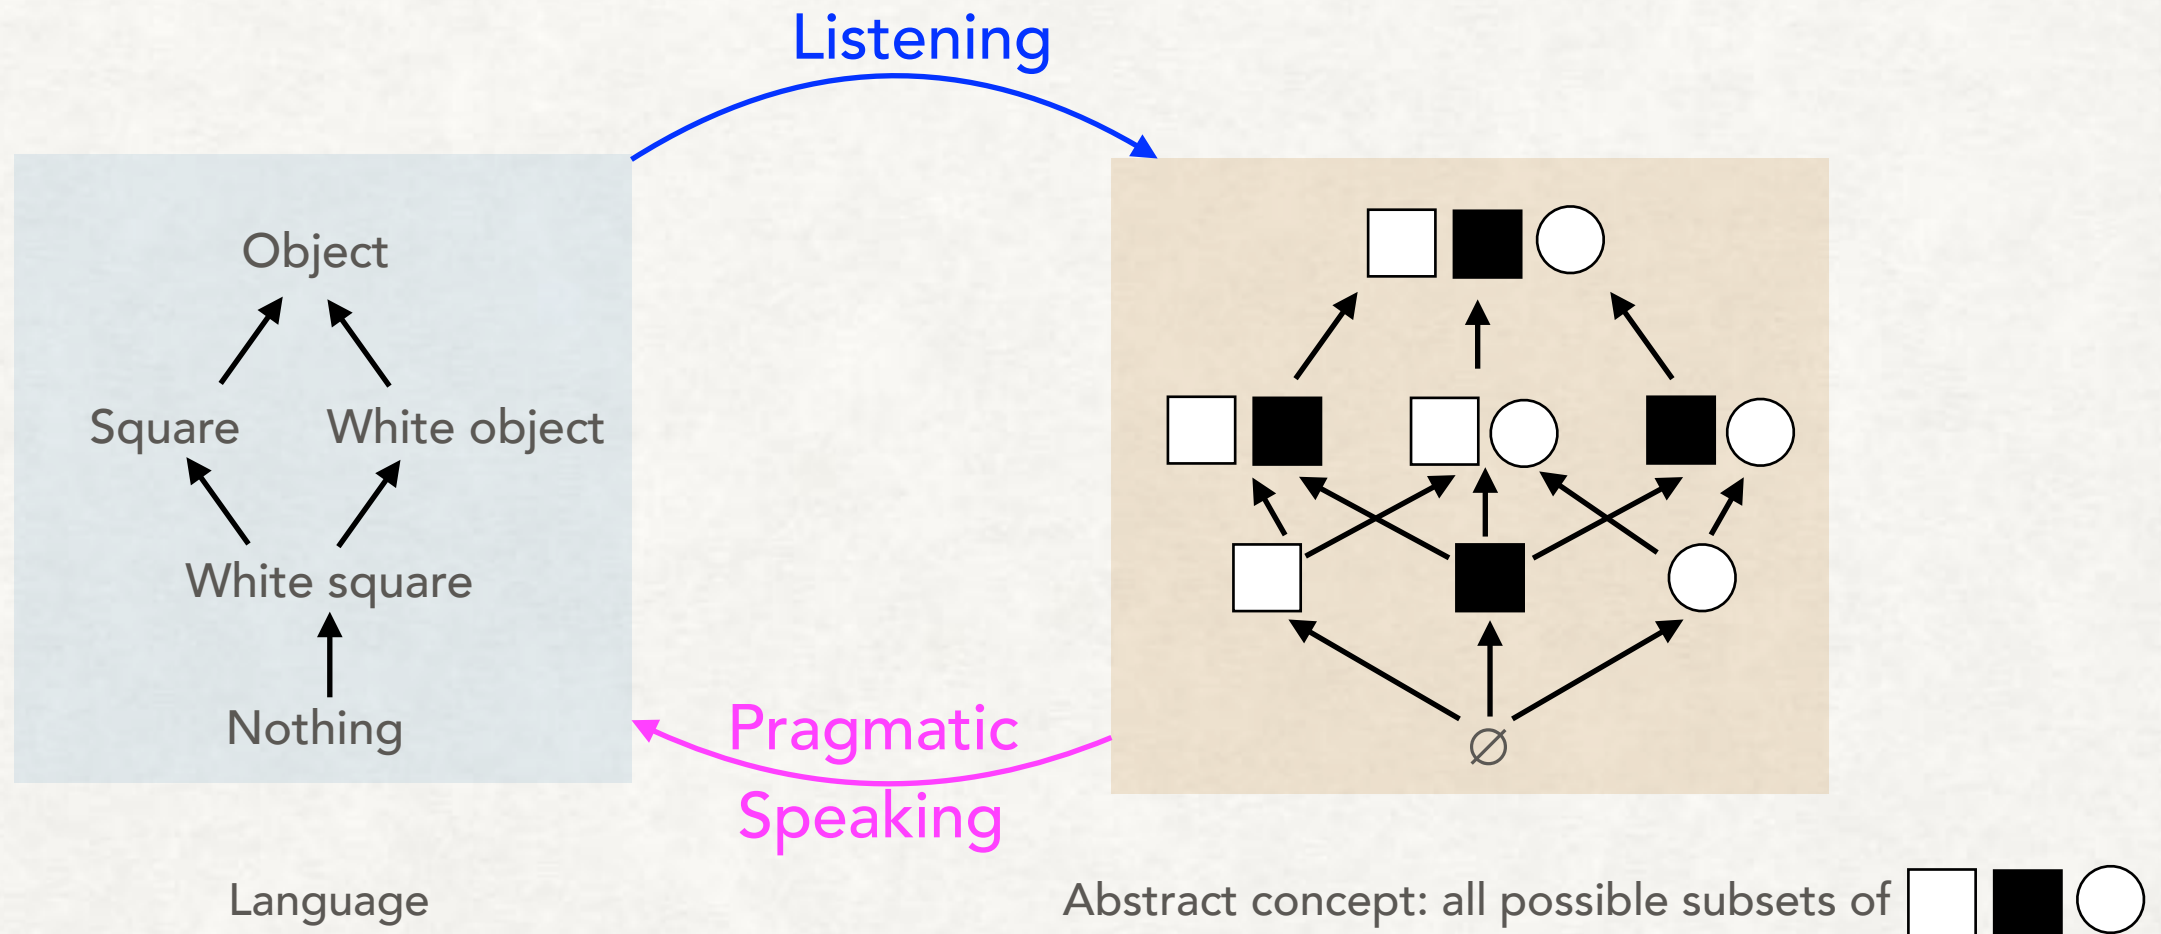 Listening
Object
Square
White object
White square
Nothing
∅
Pragmatic
Speaking
Language
Abstract concept: all possible subsets of